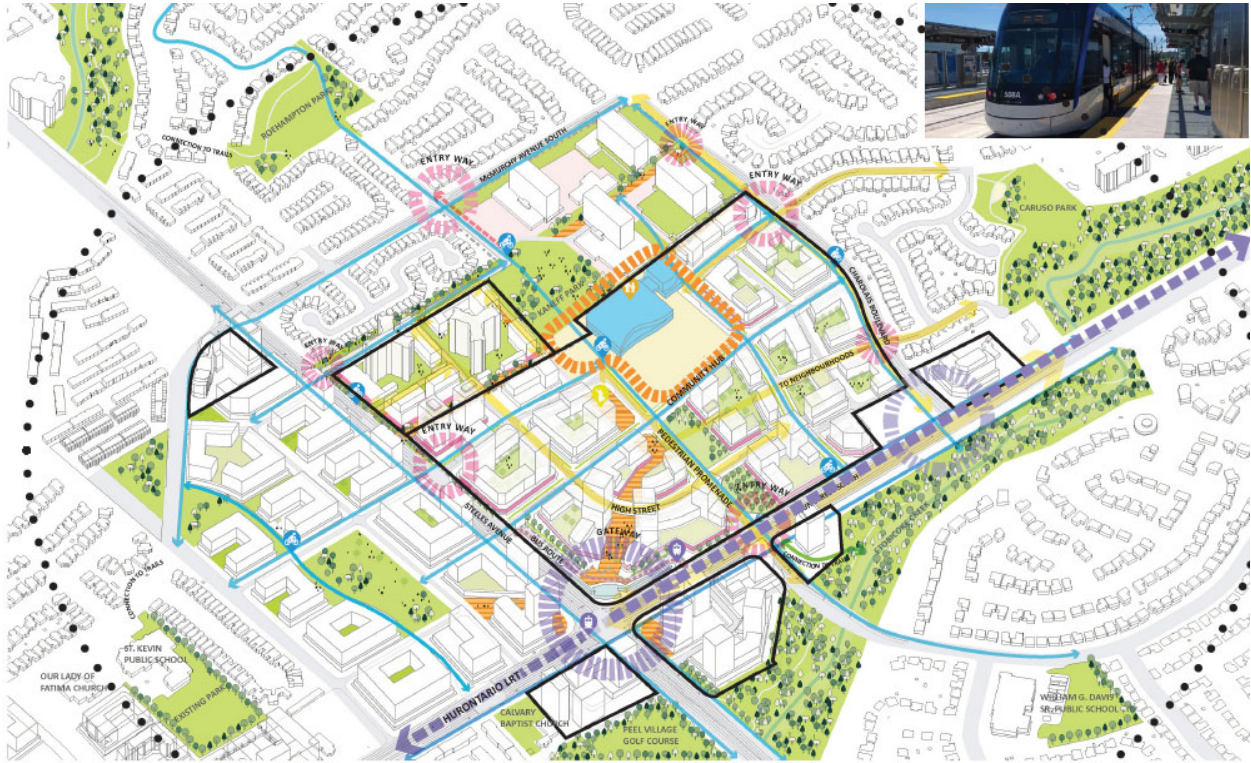 508A
ROEHAMPTON PARK
CONNECTION TO TRAILS
ENTRY WAY
McMURCHY AVENUE SOUTH
ENTRY WAY
ENTRY WAY
CARUSO PARK
KANEFF PARK
H
CHAROLAIS BOULEVARD
ENTRY WAY
COMMUNITY HUB
TO NEIGHBOURHOODS
ENTRY WAY
PEDESTRIAN PROMENADE
ENTRY WAY
HIGH STREET
STEELES AVENUE
BUS ROUTE
GATEWAY
CONNECTION TO TRAILS
CONNECTION TO TRAILS
ST. KEVIN
PUBLIC SCHOOL
OUR LADY OF
FATIMA CHURCH
EXISTING PARK
HURONTARIO LRT
CALVARY
BAPTIST CHURCH
PEEL VILLAGE
GOLF COURSE
WILLIAM G. DAVIS
SR. PUBLIC SCHOOL